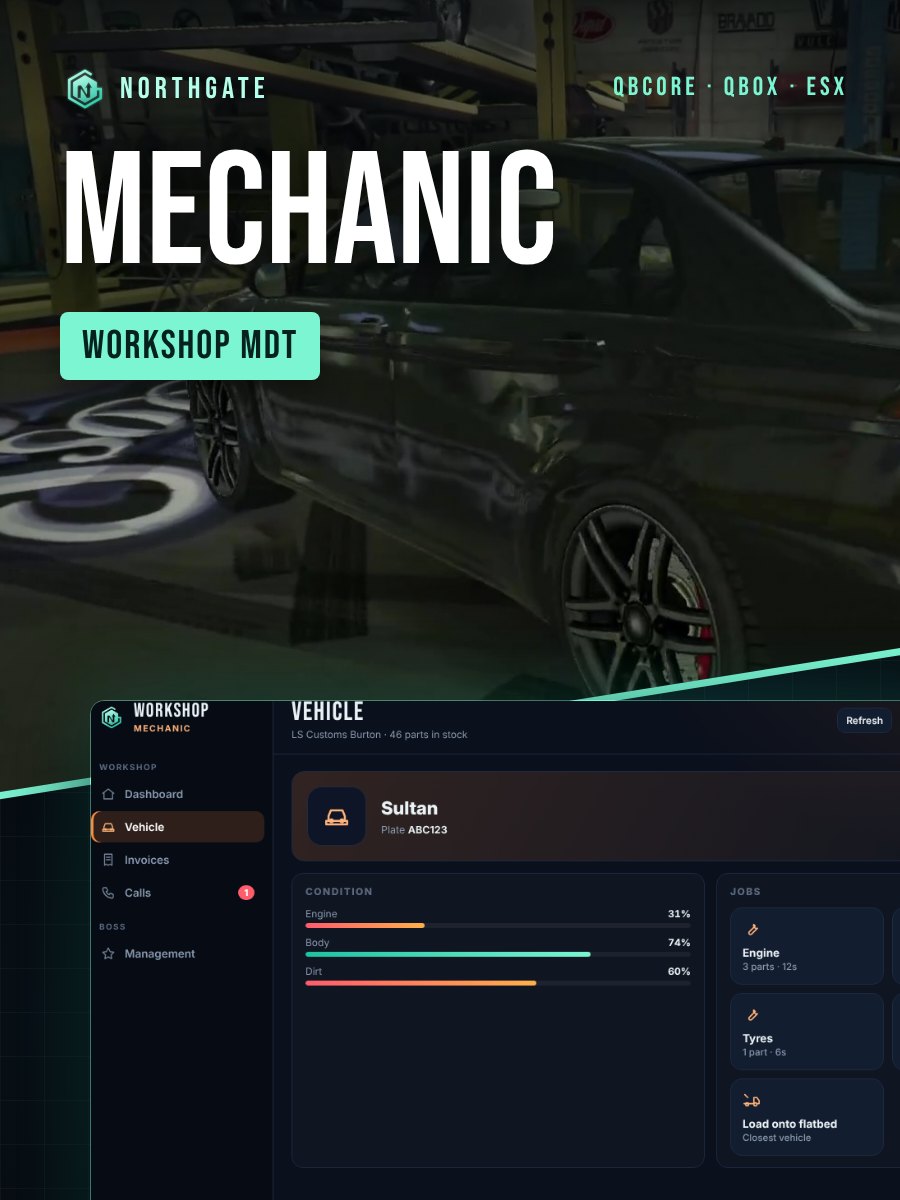 NORTHGATE
QBCORE · QBOX · ESX
MECHANIC
WORKSHOP MDT
WORKSHOP
MECHANIC
WORKSHOP
Dashboard
Vehicle
Invoices
Calls 1
BOSS
Management
VEHICLE
LS Customs Burton · 46 parts in stock
Refresh
Sultan
Plate ABC123
CONDITION
Engine 31%
Body 74%
Dirt 60%
JOBS
Engine
3 parts · 12s
Tyres
1 part · 6s
Load onto flatbed
Closest vehicle